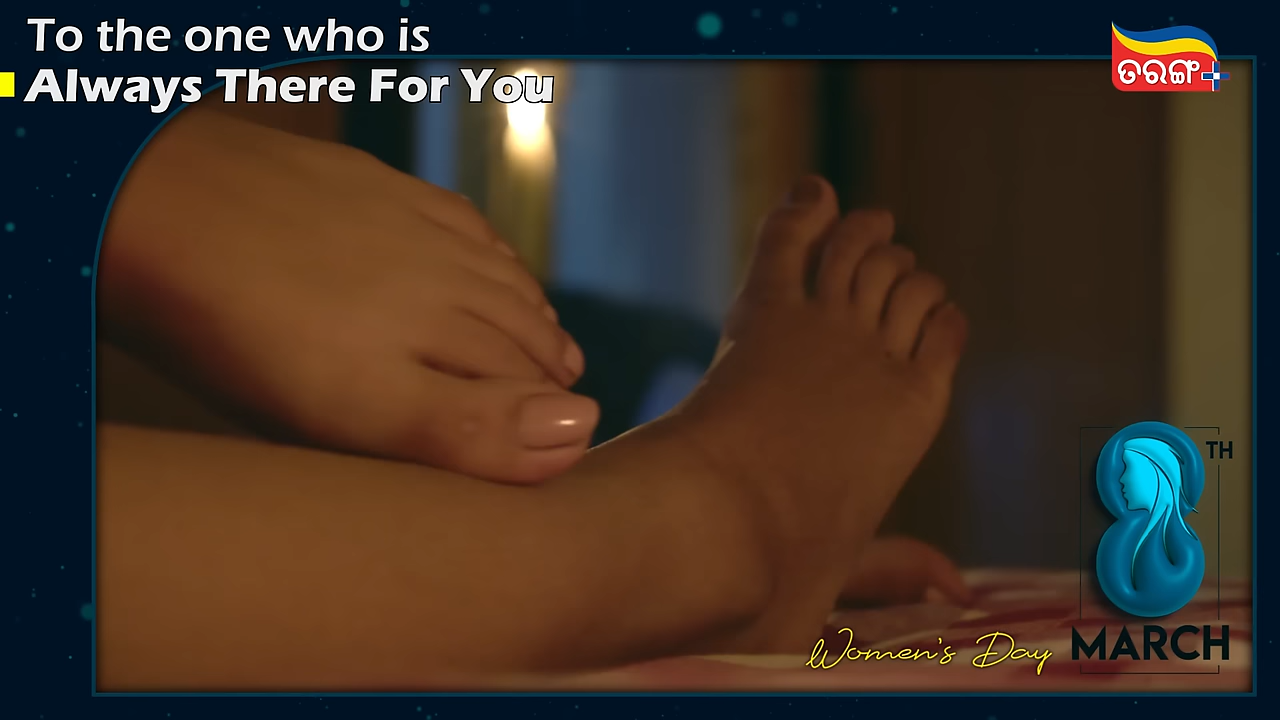 To the one who is
Always There For You
ତରଙ୍ଗ+
8TH
MARCH
Women's Day